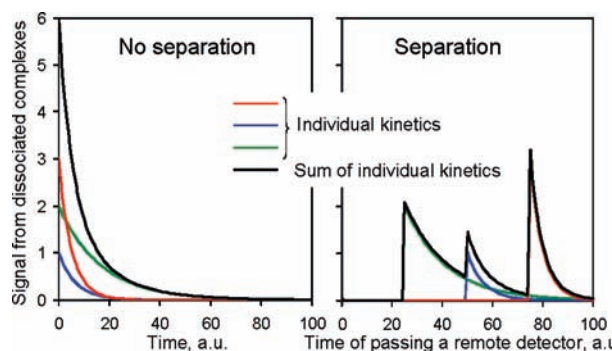 Signal from dissociated complexes
6
5
4
3
2
1
0
No separation
Separation
Individual kinetics
Sum of individual kinetics
0 20 40 60 80 100
0 20 40 60 80 100
Time, a.u.
Time of passing a remote detector, a.u.